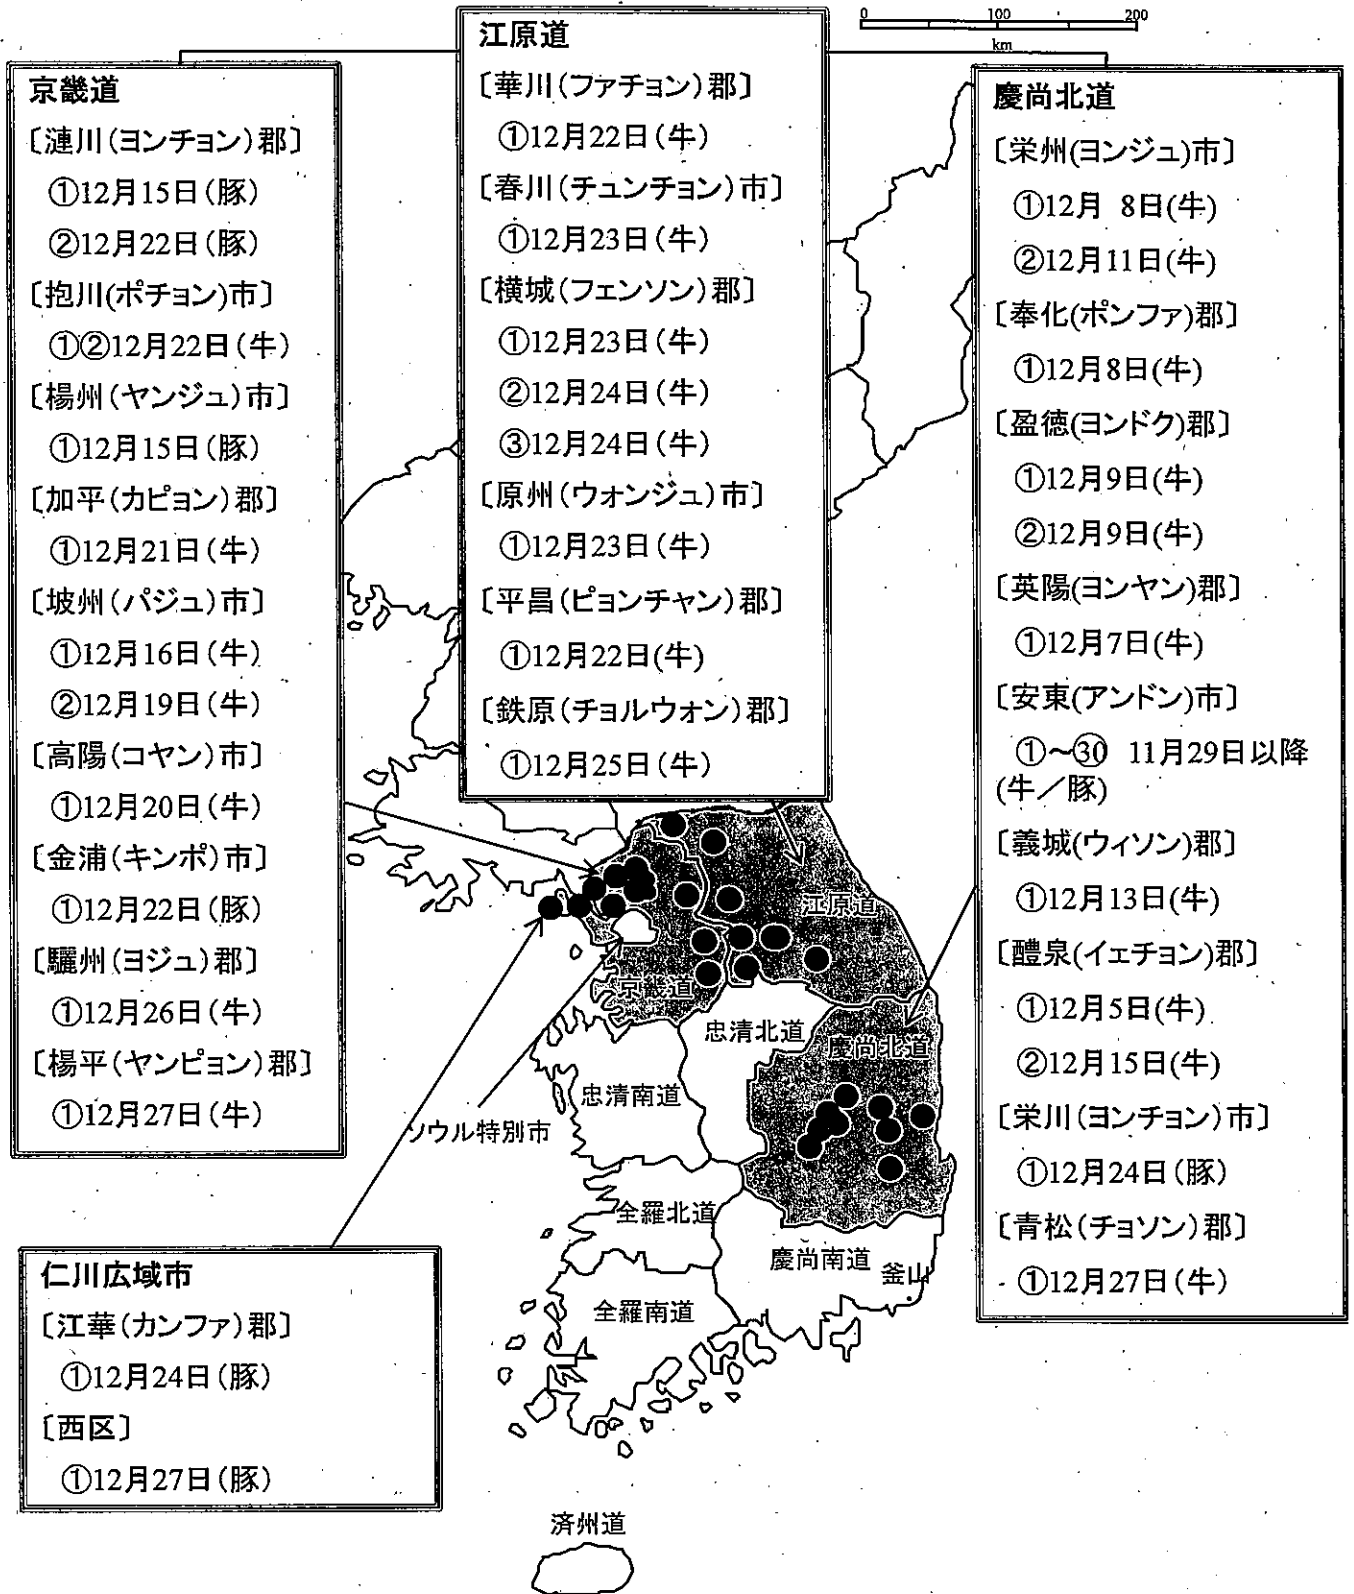 0 100 200
km
京畿道
〔漣川(ヨンチョン)郡〕
①12月15日(豚)
②12月22日(豚)
〔抱川(ポチョン)市〕
①②12月22日(牛)
〔楊州(ヤンジュ)市〕
①12月15日(豚)
〔加平(カピョン)郡〕
①12月21日(牛)
〔坡州(パジュ)市〕
①12月16日(牛)
②12月19日(牛)
〔高陽(コヤン)市〕
①12月20日(牛)
〔金浦(キンポ)市〕
①12月22日(豚)
〔驪州(ヨジュ)郡〕
①12月26日(牛)
〔楊平(ヤンピョン)郡〕
①12月27日(牛)
江原道
〔華川(ファチョン)郡〕
①12月22日(牛)
〔春川(チュンチョン)市〕
①12月23日(牛)
〔横城(フェンソン)郡〕
①12月23日(牛)
②12月24日(牛)
③12月24日(牛)
〔原州(ウォンジュ)市〕
①12月23日(牛)
〔平昌(ピョンチャン)郡〕
①12月22日(牛)
〔鉄原(チョルウォン)郡〕
①12月25日(牛)
慶尚北道
〔栄州(ヨンジュ)市〕
①12月 8日(牛)
②12月11日(牛)
〔奉化(ポンファ)郡〕
①12月8日(牛)
〔盈徳(ヨンドク)郡〕
①12月9日(牛)
②12月9日(牛)
〔英陽(ヨンヤン)郡〕
①12月7日(牛)
〔安東(アンドン)市〕
①~㉚ 11月29日以降
(牛/豚)
〔義城(ウィソン)郡〕
①12月13日(牛)
〔醴泉(イェチョン)郡〕
①12月5日(牛)
②12月15日(牛)
〔栄川(ヨンチョン)市〕
①12月24日(豚)
〔青松(チョソン)郡〕
①12月27日(牛)
江原道
京畿道
忠清北道
慶尚北道
忠清南道
ソウル特別市
全羅北道
慶尚南道
釜山
全羅南道
仁川広域市
〔江華(カンファ)郡〕
①12月24日(豚)
〔西区〕
①12月27日(豚)
済州道